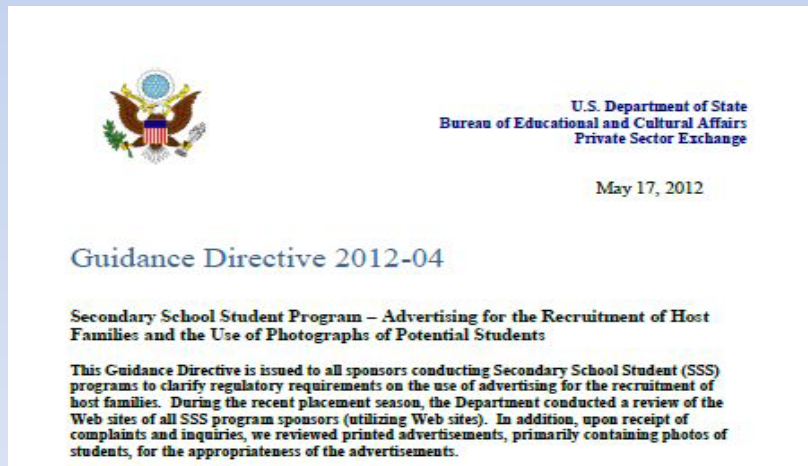 U.S. Department of State
Bureau of Educational and Cultural Affairs
Private Sector Exchange
May 17, 2012
Guidance Directive 2012-04
Secondary School Student Program – Advertising for the Recruitment of Host
Families and the Use of Photographs of Potential Students
This Guidance Directive is issued to all sponsors conducting Secondary School Student (SSS)
programs to clarify regulatory requirements on the use of advertising for the recruitment of
host families. During the recent placement season, the Department conducted a review of the
Web sites of all SSS program sponsors (utilizing Web sites). In addition, upon receipt of
complaints and inquiries, we reviewed printed advertisements, primarily containing photos of
students, for the appropriateness of the advertisements.